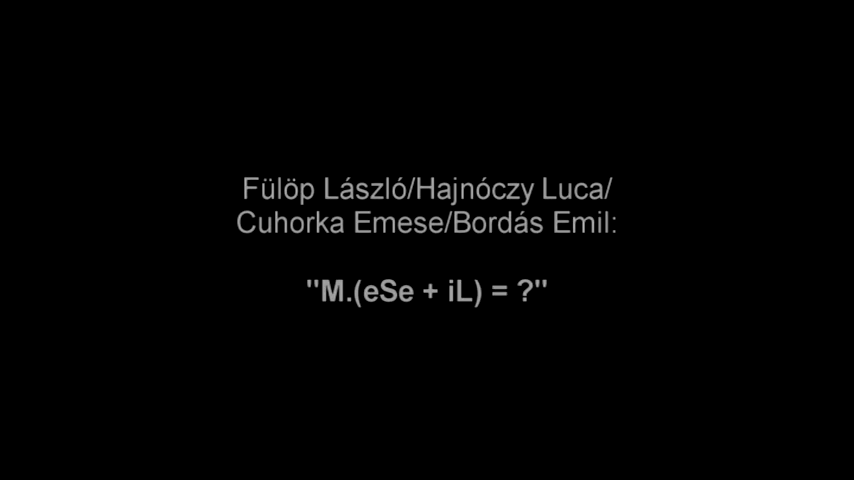 Fülöp László/Hajnóczy Luca/
Cuhorka Emese/Bordás Emil:
"M.(eSe + iL) = ?"